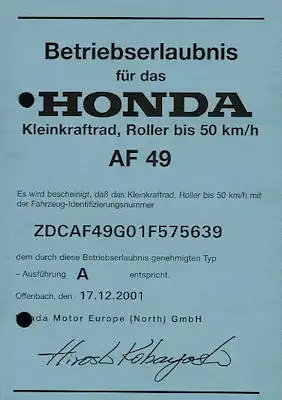 Betriebserlaubnis
für das
HONDA
Kleinkraftrad, Roller bis 50 km/h
AF 49
Es wird bescheinigt, daß das Kleinkraftrad, Roller bis 50 km/h mit
der Fahrzeug-Identifizierungsnummer
ZDCAF49G01F575639
dem durch diese Betriebserlaubnis genehmigten Typ
– Ausführung A entspricht.
Offenbach, den 17.12.2001
Honda Motor Europe (North) GmbH
Hirosh Kobayashi